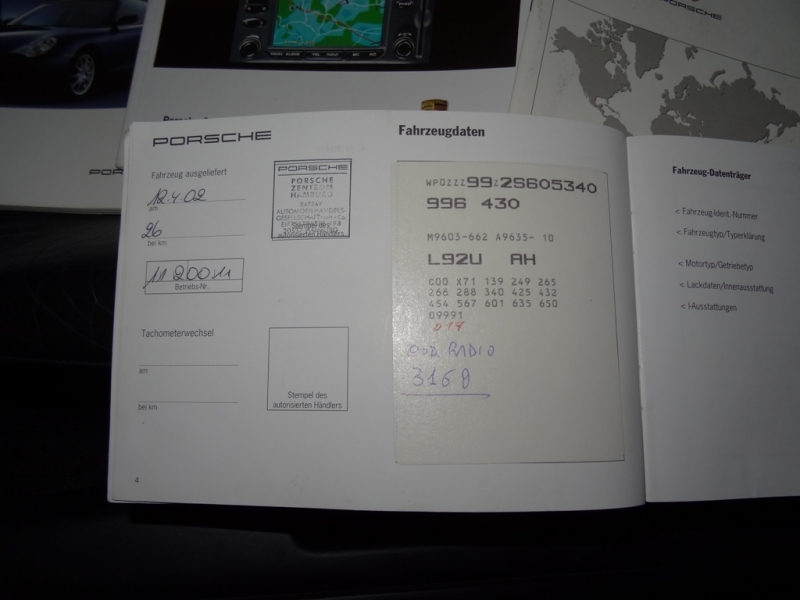 PORSCHE
PORSCHE
Fahrzeug ausgeliefert
12.4.02
am
26
bei km
Betriebs-Nr.
PORSCHE
PORSCHE
ZENTRUM
HAMBURG
Stempel des
autorisierten Händlers
Tachometerwechsel
am
bei km
Stempel des
autorisierten Händlers
4
Fahrzeugdaten
WPOZZZ99Z2S605340
996 430
M9603-662 A9635- 10
L92U AH
C00 X71 139 249 265
266 288 340 425 432
454 567 601 635 650
09991
RADIO
3160
Fahrzeug-Datenträger
< Fahrzeug-Ident.-Nummer
< Fahrzeugtyp/Typerklärung
< Motortyp/Getriebetyp
< Lackdaten/Innenausstattung
< I-Ausstattungen